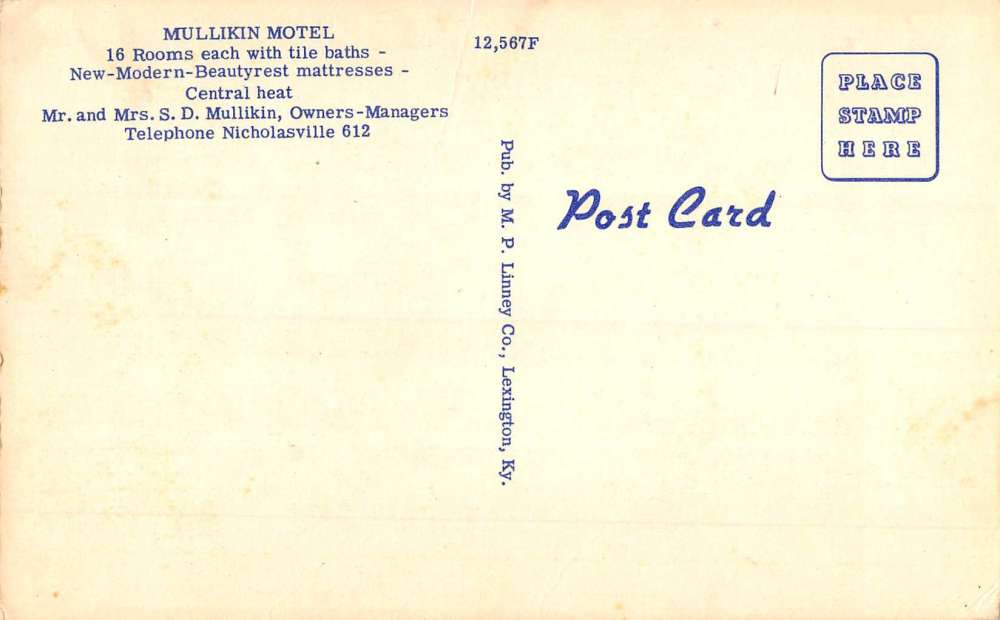 MULLIKIN MOTEL
16 Rooms each with tile baths -
New-Modern-Beautyrest mattresses -
Central heat
Mr. and Mrs. S. D. Mullikin, Owners-Managers
Telephone Nicholasville 612
12,567F
Pub. by M. P. Linney Co., Lexington, Ky.
Post Card
PLACE
STAMP
HERE